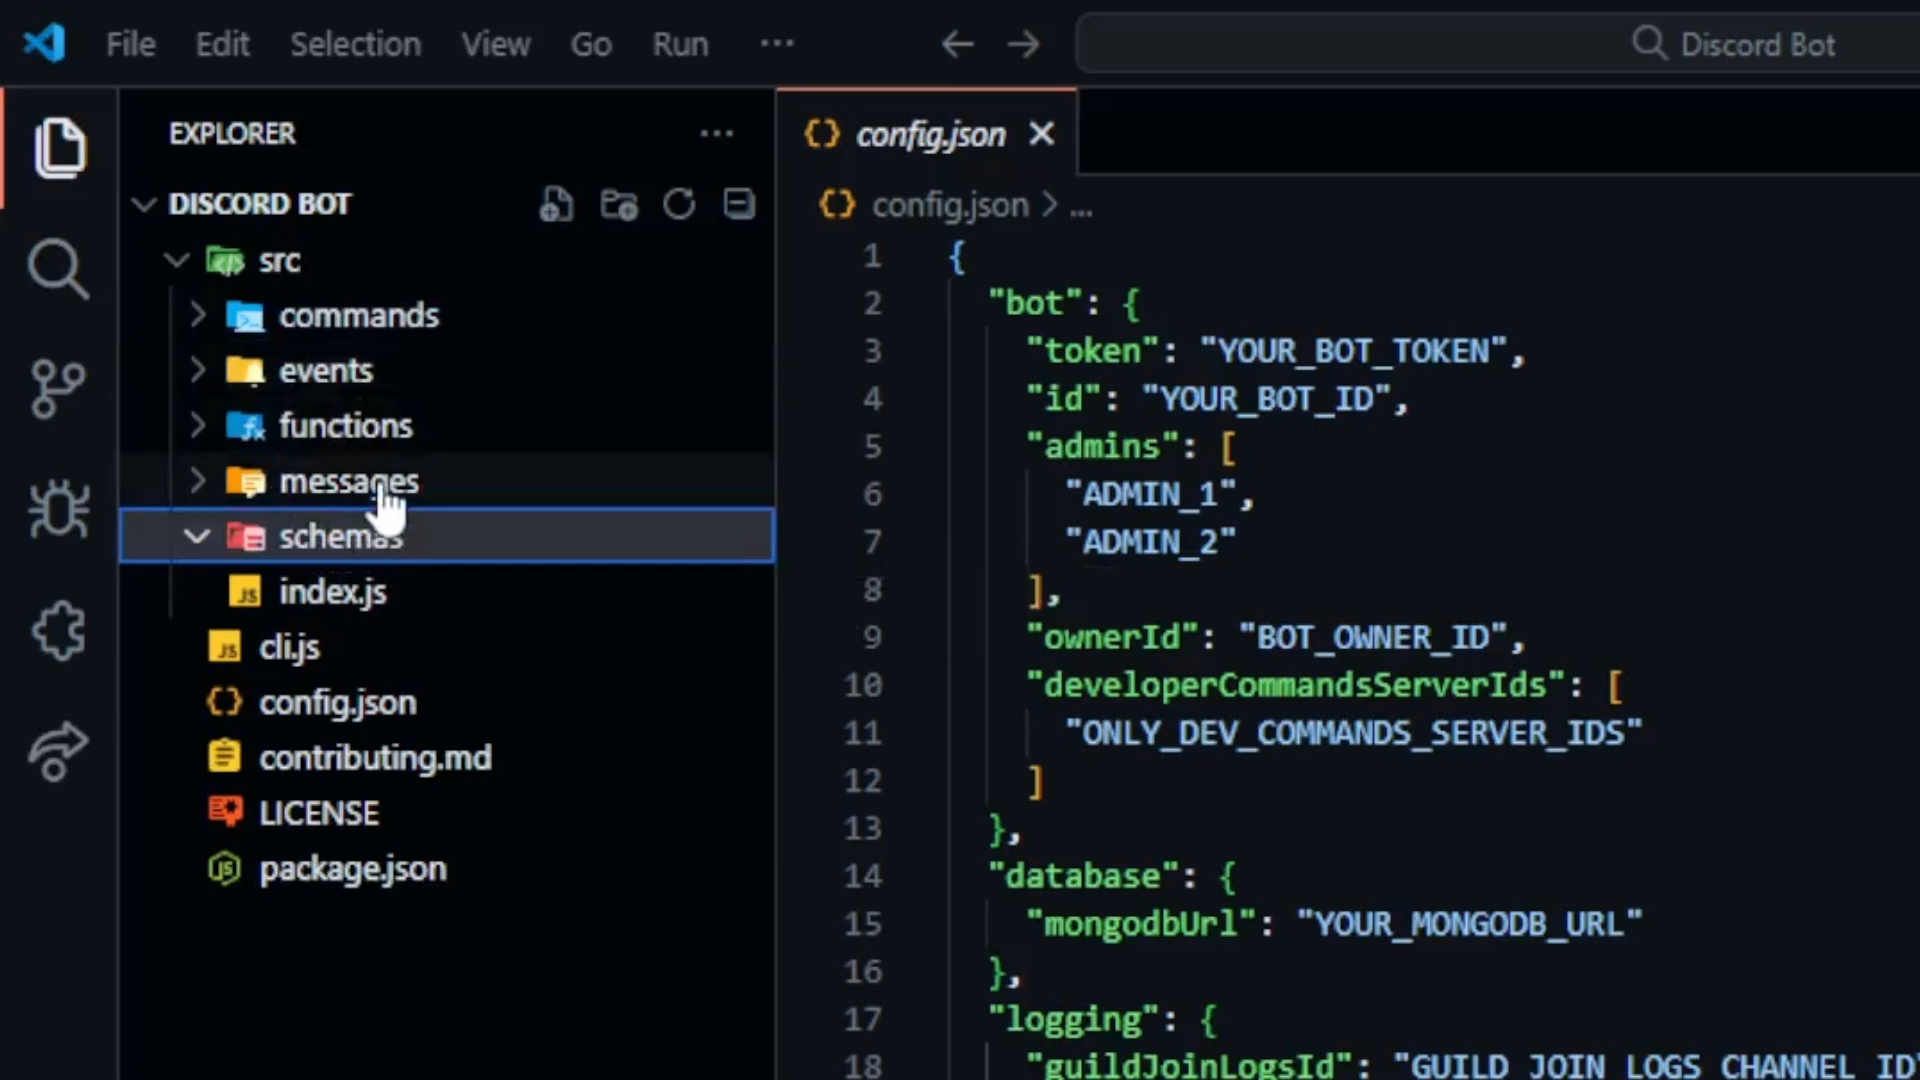 File Edit Selection View Go Run ··· Discord Bot
EXPLORER ···
DISCORD BOT
src
commands
events
functions
messages
schemas
index.js
cli.js
config.json
contributing.md
LICENSE
package.json
config.json
config.json > ...
1 {
2 "bot": {
3 "token": "YOUR_BOT_TOKEN",
4 "id": "YOUR_BOT_ID",
5 "admins": [
6 "ADMIN_1",
7 "ADMIN_2"
8 ],
9 "ownerId": "BOT_OWNER_ID",
10 "developerCommandsServerIds": [
11 "ONLY_DEV_COMMANDS_SERVER_IDS"
12 ]
13 },
14 "database": {
15 "mongodbUrl": "YOUR_MONGODB_URL"
16 },
17 "logging": {
18 "guildJoinLogsId": "GUILD_JOIN_LOGS_CHANNEL_ID"